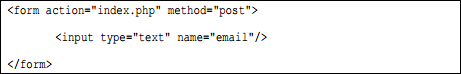 <form action="index.php" method="post">
<input type="text" name="email"/>
</form>